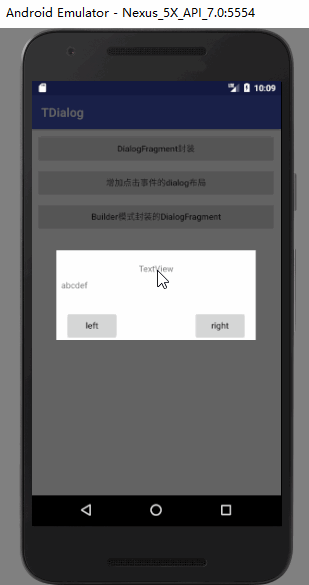 Android Emulator - Nexus_5X_API_7.0:5554
10:09
TDialog
DialogFragment封装
增加点击事件的dialog布局
Builder模式封装的DialogFragment
TextView
abcdef
left right